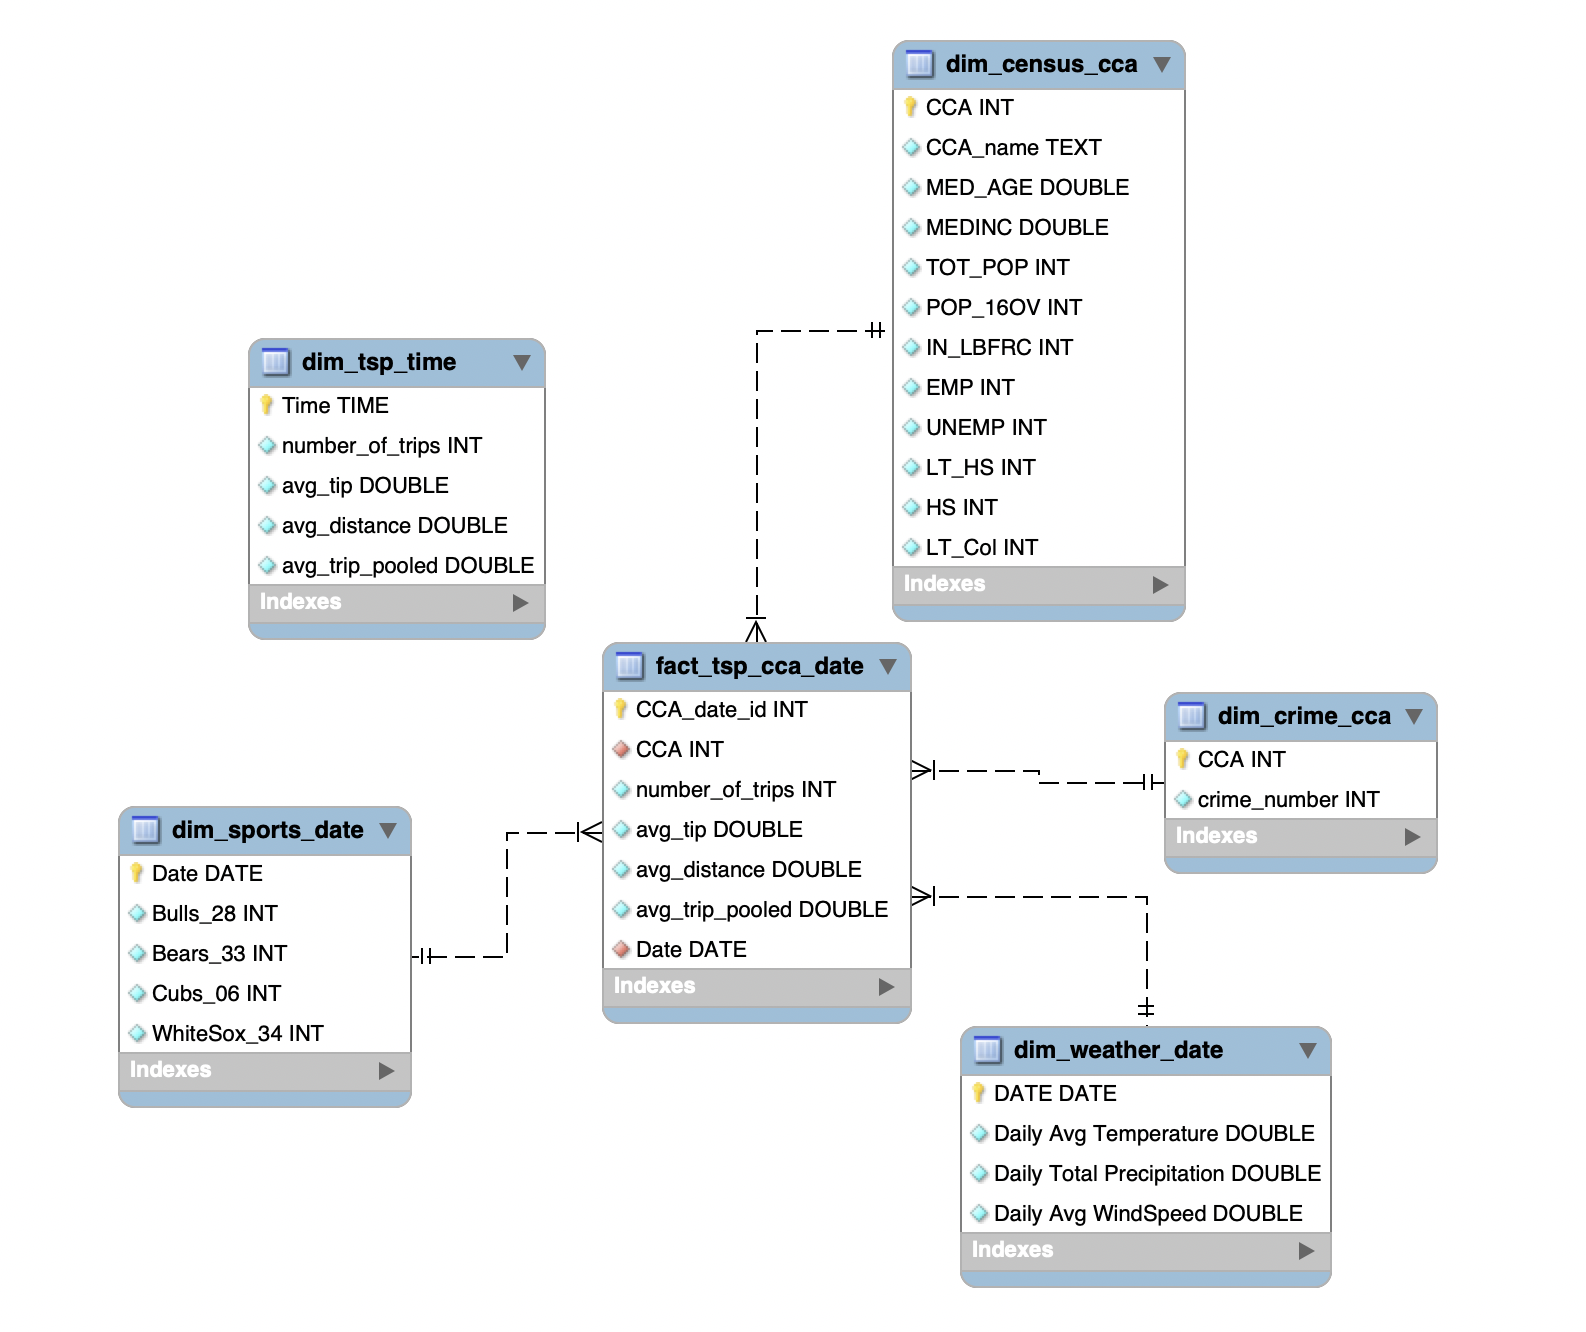 dim_census_cca
CCA INT
CCA_name TEXT
MED_AGE DOUBLE
MEDINC DOUBLE
TOT_POP INT
POP_16OV INT
IN_LBFRC INT
EMP INT
UNEMP INT
LT_HS INT
HS INT
LT_Col INT
Indexes
dim_tsp_time
Time TIME
number_of_trips INT
avg_tip DOUBLE
avg_distance DOUBLE
avg_trip_pooled DOUBLE
Indexes
fact_tsp_cca_date
CCA_date_id INT
CCA INT
number_of_trips INT
avg_tip DOUBLE
avg_distance DOUBLE
avg_trip_pooled DOUBLE
Date DATE
Indexes
dim_crime_cca
CCA INT
crime_number INT
Indexes
dim_sports_date
Date DATE
Bulls_28 INT
Bears_33 INT
Cubs_06 INT
WhiteSox_34 INT
Indexes
dim_weather_date
DATE DATE
Daily Avg Temperature DOUBLE
Daily Total Precipitation DOUBLE
Daily Avg WindSpeed DOUBLE
Indexes